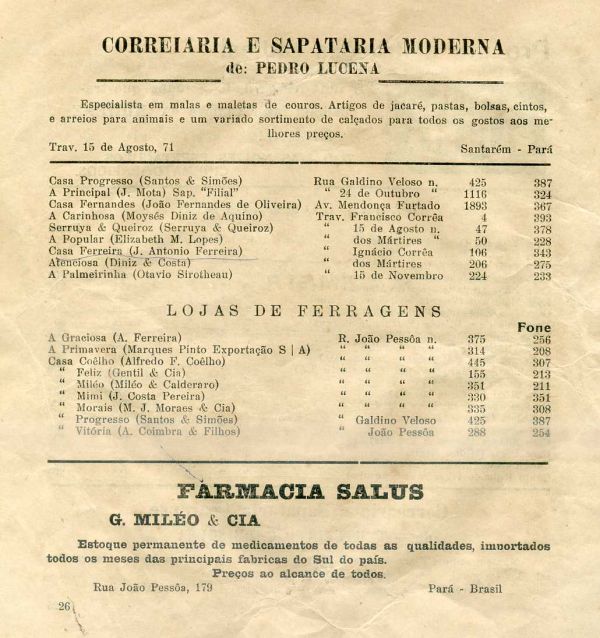 CORREIARIA E SAPATARIA MODERNA
de: PEDRO LUCENA
Especialista em malas e maletas de couros. Artigos de jacaré, pastas, bolsas, cintos,
e arreios para animais e um variado sortimento de calçados para todos os gostos aos me-
lhores preços.
Trav. 15 de Agosto, 71 Santarém - Pará
Casa Progresso (Santos & Simões) Rua Galdino Veloso n. 425 387
A Principal (J. Mota) Sap. "Filial" " 24 de Outubro " 1116 324
Casa Fernandes (João Fernandes de Oliveira) Av. Mendonça Furtado 1893 367
A Carinhosa (Moysés Diniz de Aquino) Trav. Francisco Corrêa 4 393
Serruya & Queiroz (Serruya & Queiroz) " 15 de Agosto n. 47 378
A Popular (Elizabeth M. Lopes) " dos Mártires " 50 228
Casa Ferreira (J. Antonio Ferreira) " Ignácio Corrêa 106 343
Atenciosa (Diniz & Costa) " dos Mártires 206 275
A Palmeirinha (Otavio Sirotheau) " 15 de Novembro 224 233
LOJAS DE FERRAGENS
Fone
A Graciosa (A. Ferreira) R. João Pessôa n. 375 256
A Primavera (Marques Pinto Exportação S | A) " " " " 314 208
Casa Coêlho (Alfredo F. Coêlho) " " " " 445 307
" Feliz (Gentil & Cia) " " " " 155 213
" Miléo (Miléo & Calderaro) " " " " 351 211
" Mimi (J. Costa Pereira) " " " " 330 351
" Morais (M. J. Moraes & Cia) " " " " 335 308
" Progresso (Santos & Simões) " Galdino Veloso 425 387
" Vitória (A. Coimbra & Filhos) " João Pessôa 288 254
FARMACIA SALUS
G. MILÉO & CIA
Estoque permanente de medicamentos de todas as qualidades, importados
todos os meses das principais fabricas do Sul do país.
Preços ao alcance de todos.
Rua João Pessôa, 179 Pará - Brasil
26